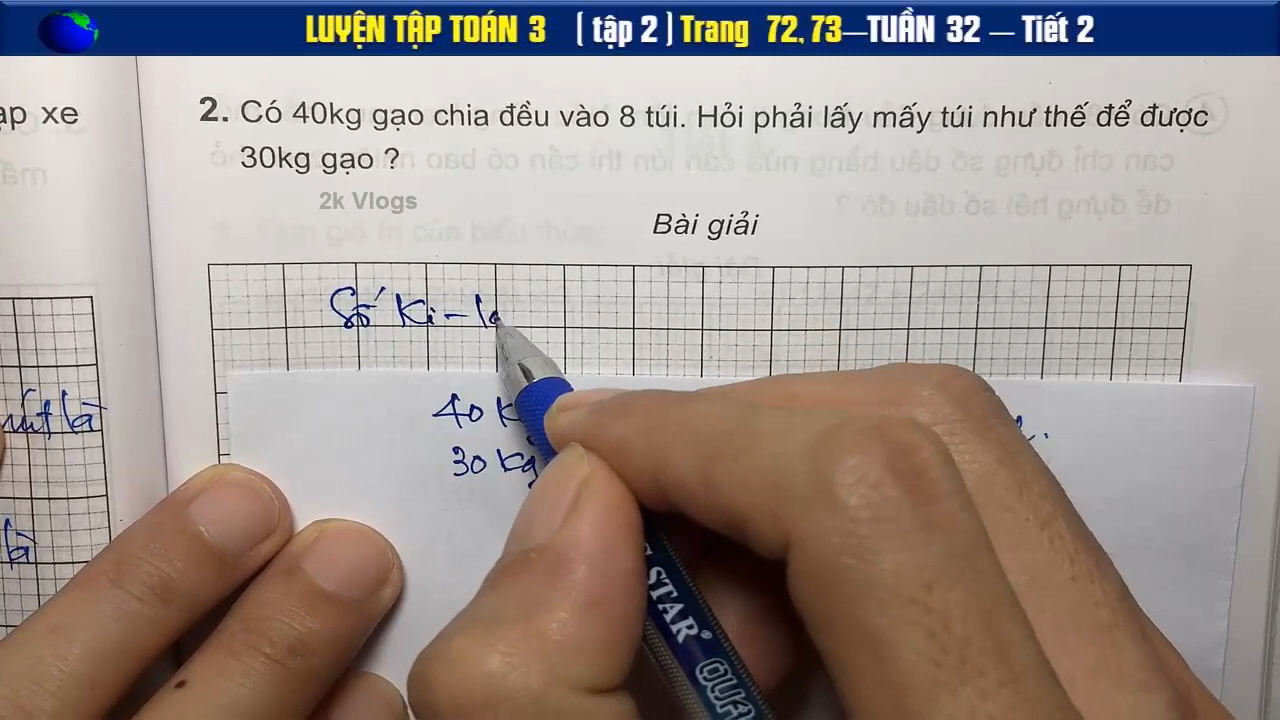 LUYỆN TẬP TOÁN 3 [ tập 2 ] Trang 72, 73—TUẦN 32 — Tiết 2
ạp xe
2. Có 40kg gạo chia đều vào 8 túi. Hỏi phải lấy mấy túi như thế để được
30kg gạo ?
2k Vlogs
Bài giải
Số Ki-lo
40 K
30 kg
là
là
STAR